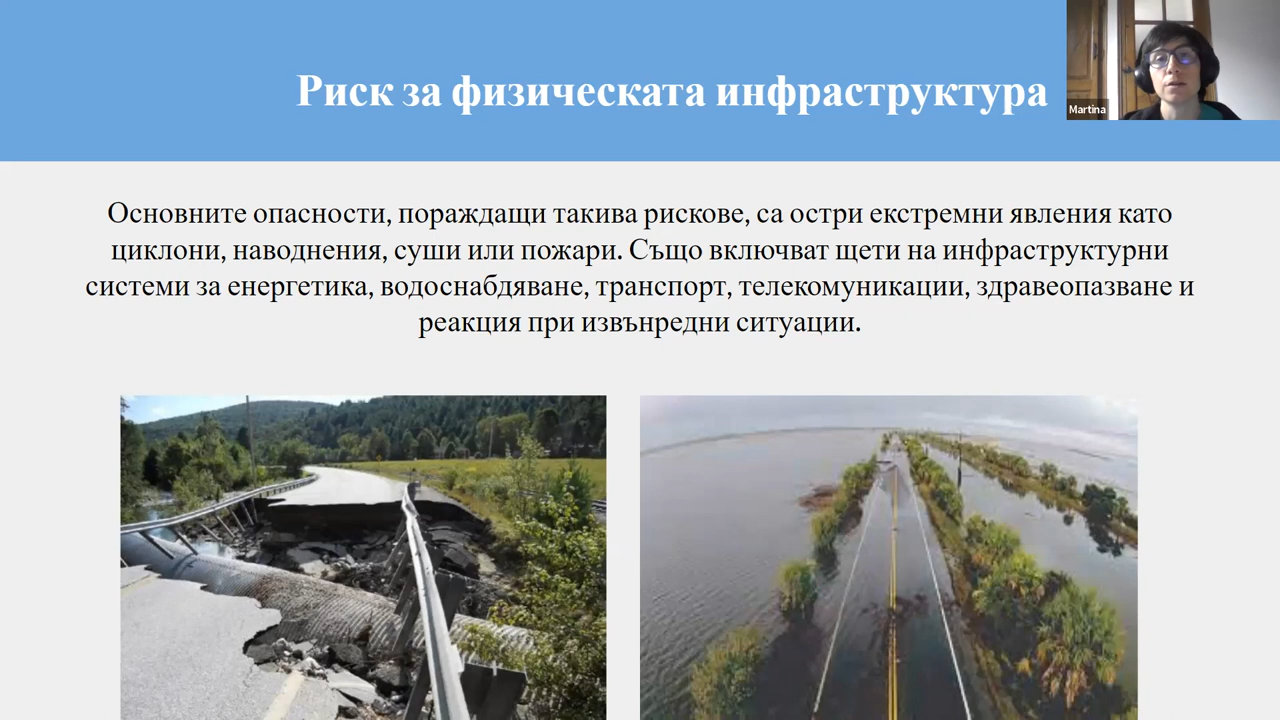 Риск за физическата инфраструктура
Martina
Основните опасности, пораждащи такива рискове, са остри екстремни явления като
циклони, наводнения, суши или пожари. Също включват щети на инфраструктурни
системи за енергетика, водоснабдяване, транспорт, телекомуникации, здравеопазване и
реакция при извънредни ситуации.